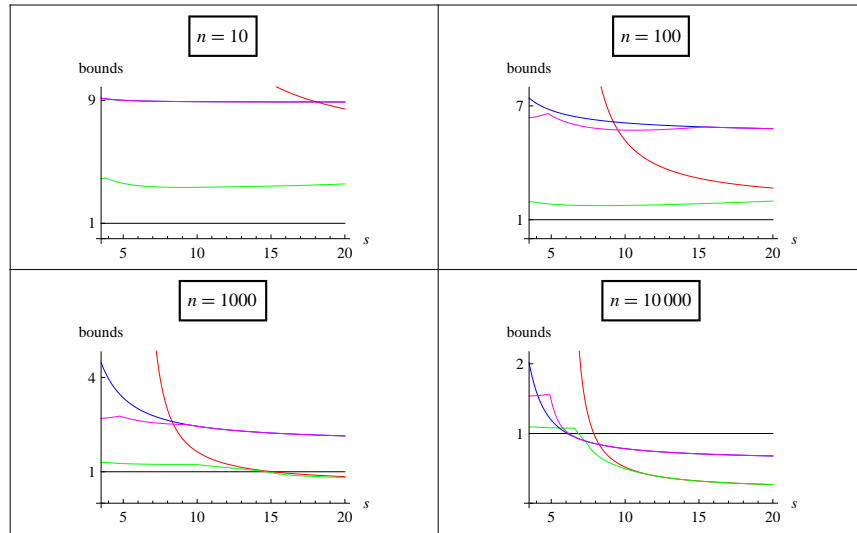 n = 10
bounds
9
1
5 10 15 20 s
n = 100
bounds
7
1
5 10 15 20 s
n = 1000
bounds
4
1
5 10 15 20 s
n = 10 000
bounds
2
1
5 10 15 20 s